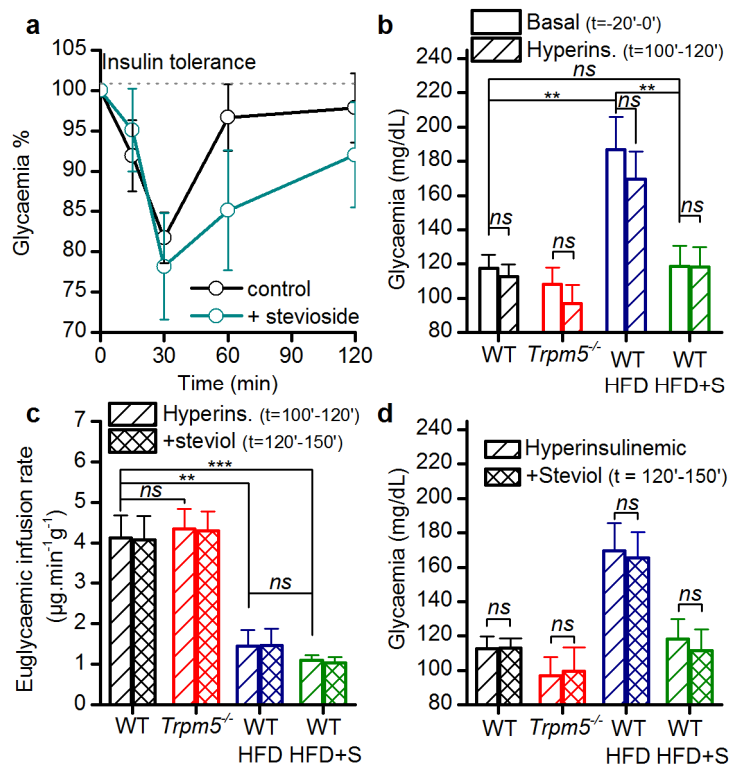 a
105
100
95
90
85
80
75
70
Glycaemia %
Insulin tolerance
control
+ stevioside
0
30
60
90
120
Time (min)
b
Basal (t=-20'-0')
Hyperins. (t=100'-120')
240
220
200
180
160
140
120
100
80
Glycaemia (mg/dL)
ns
**
**
ns
ns
ns
ns
WT
Trpm5-/-
WT
HFD
WT
HFD+S
c
Hyperins. (t=100'-120')
+steviol (t=120'-150')
7
6
5
4
3
2
1
0
Euglycaemic infusion rate
(µg.min-1g-1)
***
**
ns
ns
WT
Trpm5-/-
WT
HFD
WT
HFD+S
d
Hyperinsulinemic
+Steviol (t = 120'-150')
240
220
200
180
160
140
120
100
80
Glycaemia (mg/dL)
ns
ns
ns
ns
WT
Trpm5-/-
WT
HFD
WT
HFD+S